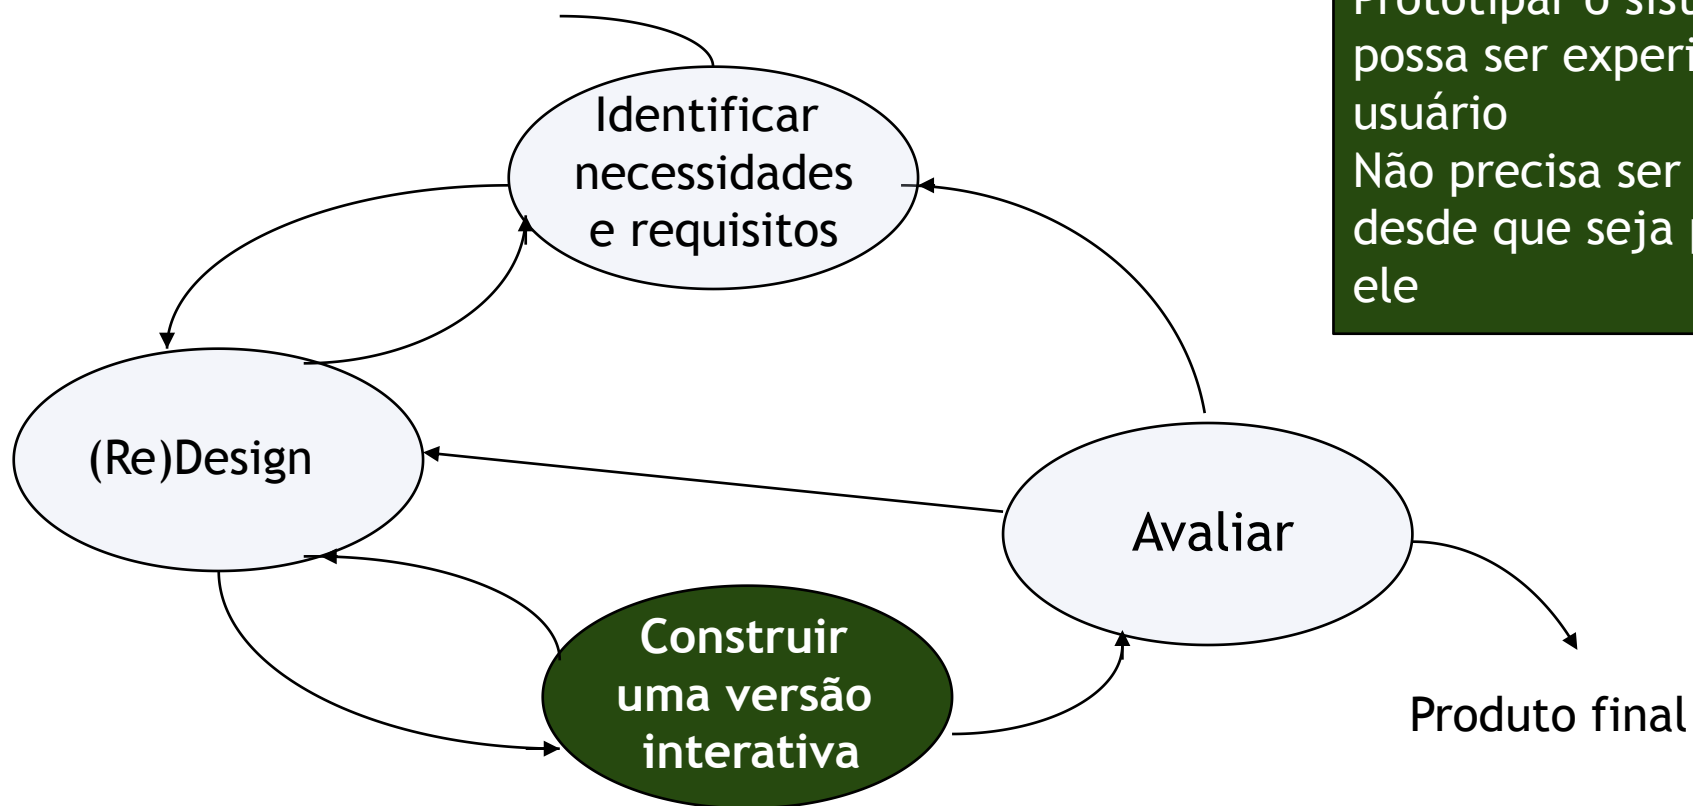 Prototipar o
possa ser
usuário
Não precisa ser
desde que seja
ele
Identificar
necessidades
e requisitos
(Re)Design
Avaliar
Construir
uma versão
interativa
Produto final